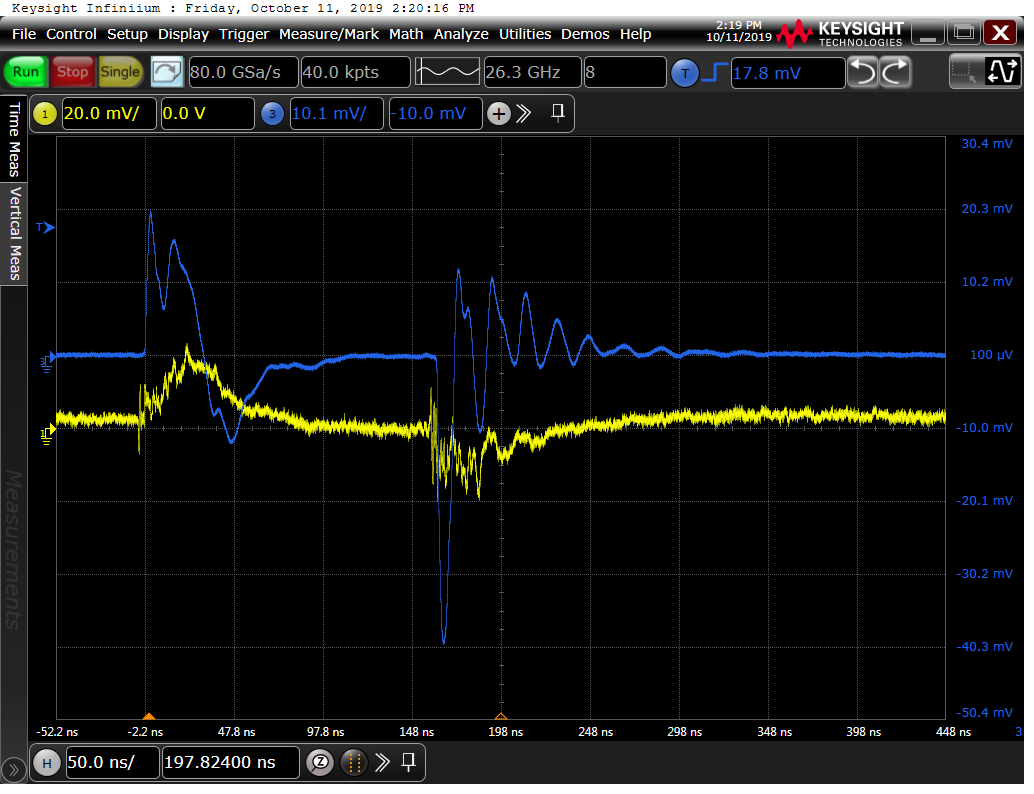 Keysight Infiniium : Friday, October 11, 2019 2:20:16 PM
File Control Setup Display Trigger Measure/Mark Math Analyze Utilities Demos Help
2:19 PM
10/11/2019
KEYSIGHT
TECHNOLOGIES
Run Stop Single 80.0 GSa/s 40.0 kpts 26.3 GHz 8 T 17.8 mV
1 20.0 mV/ 0.0 V 3 10.1 mV/ -10.0 mV
Time Meas
Vertical Meas
Measurements
30.4 mV
20.3 mV
T
10.2 mV
3
100 µV
1
-10.0 mV
-20.1 mV
-30.2 mV
-40.3 mV
-50.4 mV
-52.2 ns -2.2 ns 47.8 ns 97.8 ns 148 ns 198 ns 248 ns 298 ns 348 ns 398 ns 448 ns 3
H 50.0 ns/ 197.82400 ns Z